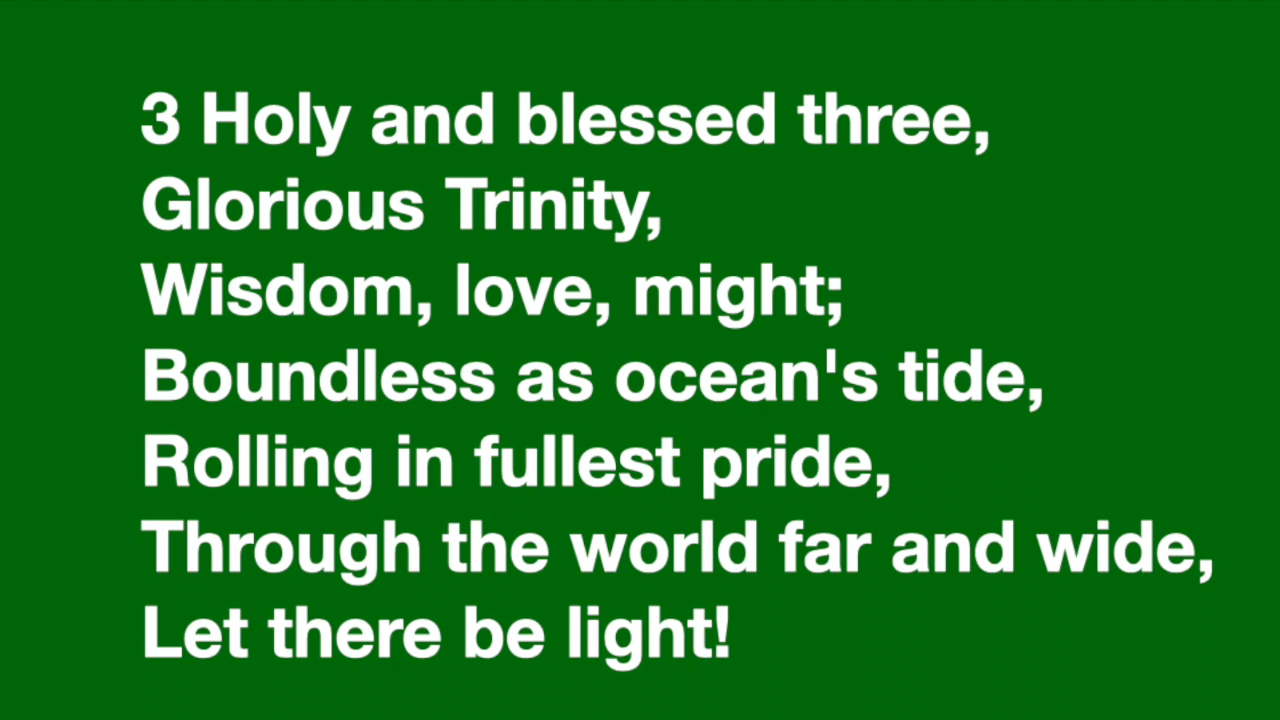 3 Holy and blessed three,
Glorious Trinity,
Wisdom, love, might;
Boundless as ocean's tide,
Rolling in fullest pride,
Through the world far and wide,
Let there be light!